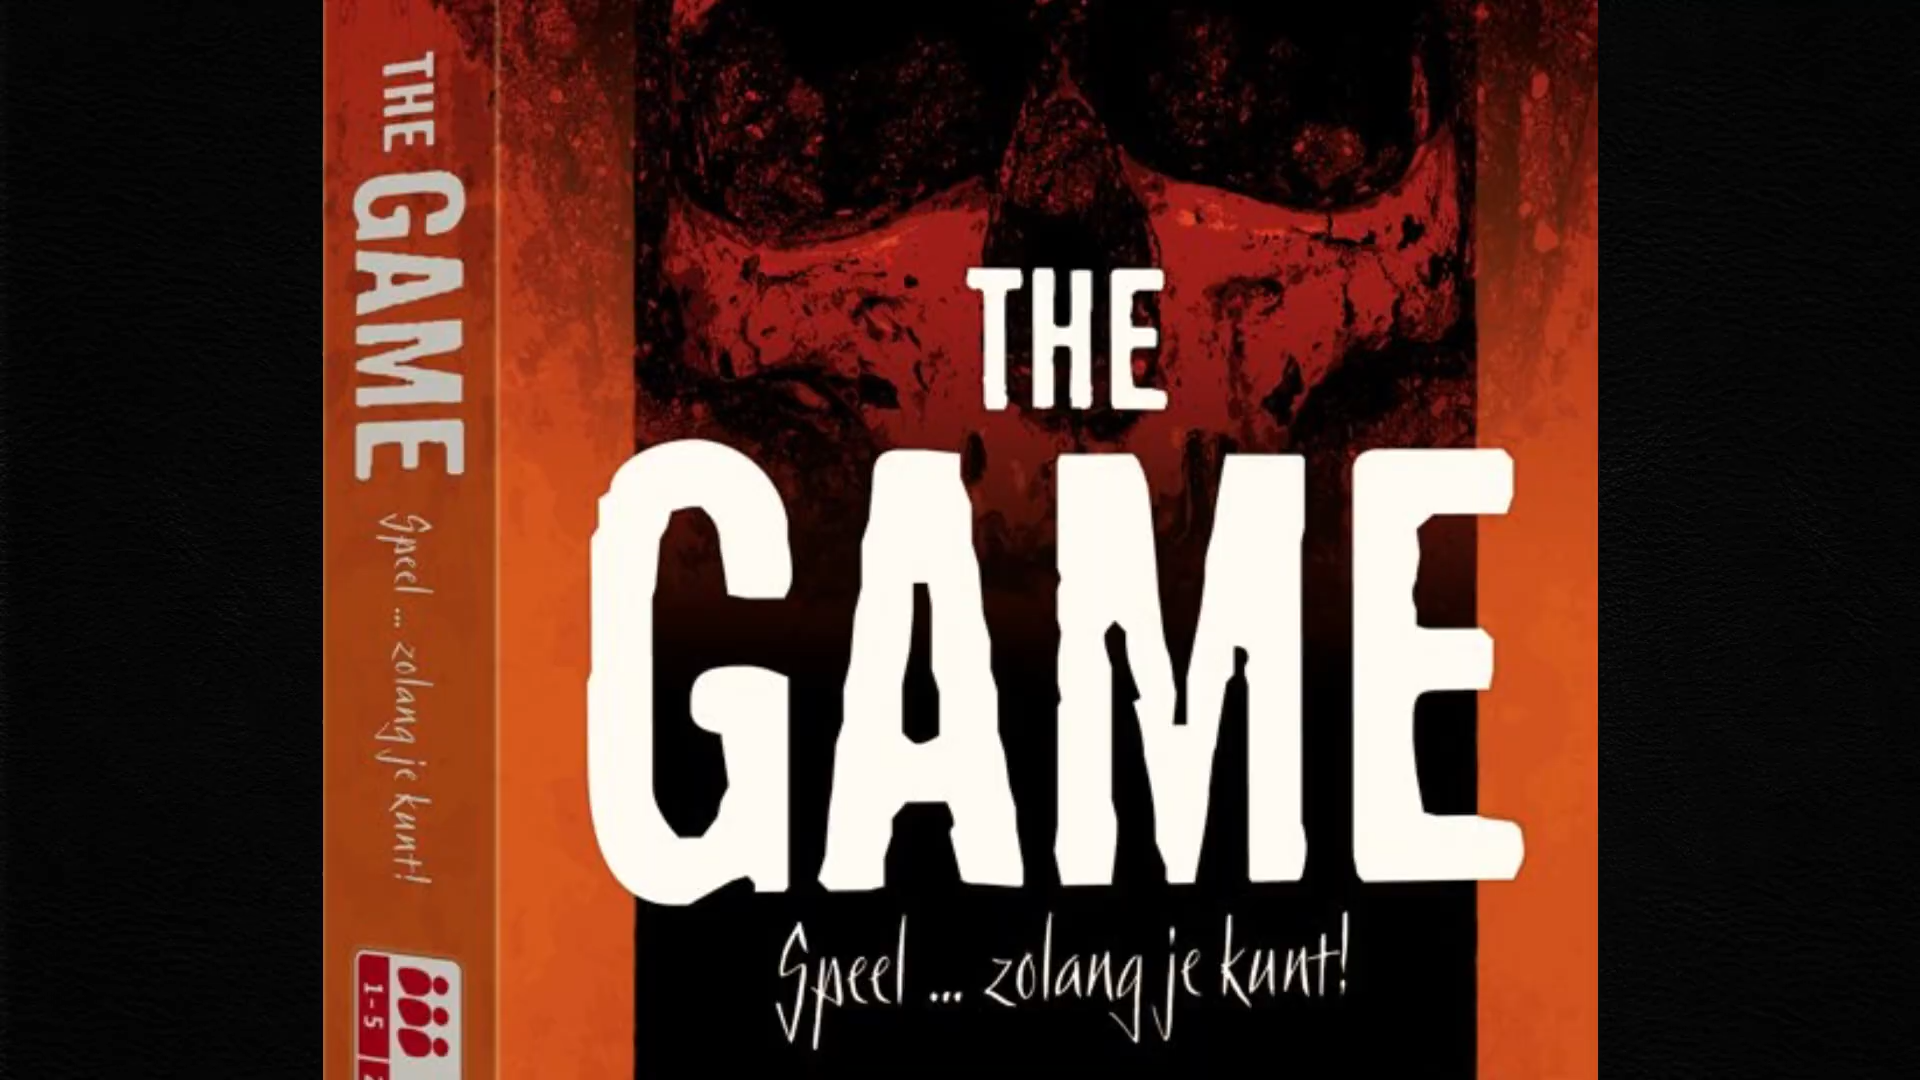 THE GAME Speel ... zolang je kunt!
1-5
THE
GAME
Speel ... zolang je kunt!